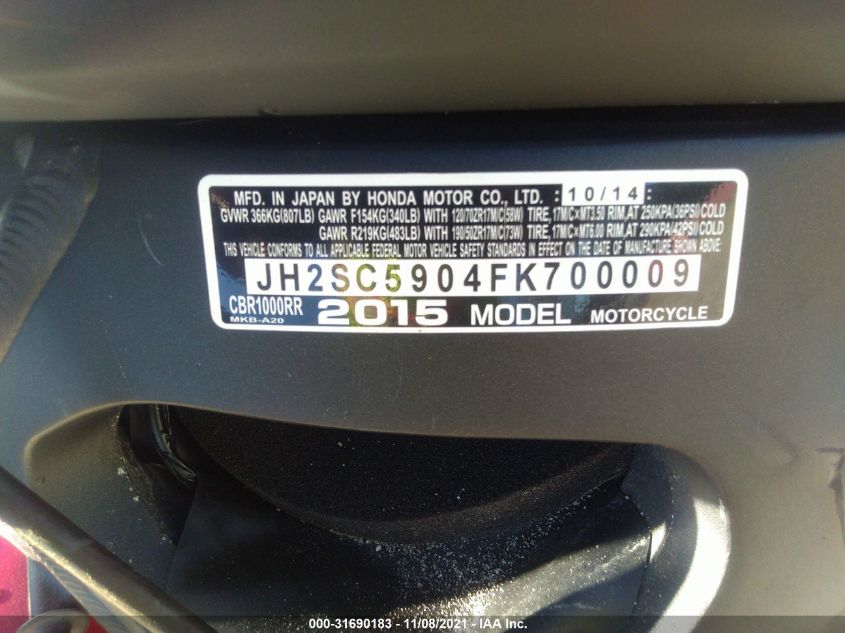 MFD. IN JAPAN BY HONDA MOTOR CO., LTD. :10/14:
GVWR 366KG(807LB) GAWR F154KG(340LB) WITH 12070ZR17M/C(58W) TIRE,17M/C×MT3.50 RIM,AT 250KPA(36PSI)COLD
GAWR R219KG(483LB) WITH 190/50ZR17M/C(73W) TIRE,17M/C×MT6.00 RIM,AT 290KPA(42PSI)COLD
THIS VEHICLE CONFORMS TO ALL APPLICABLE FEDERAL MOTOR VEHICLE SAFETY STANDARDS IN EFFECT ON THE DATE OF MANUFACTURE SHOWN ABOVE.
JH2SC5904FK700009
CBR1000RR 2015 MODEL MOTORCYCLE
MKB-A20
000-31690183 - 11/08/2021 - IAA Inc.